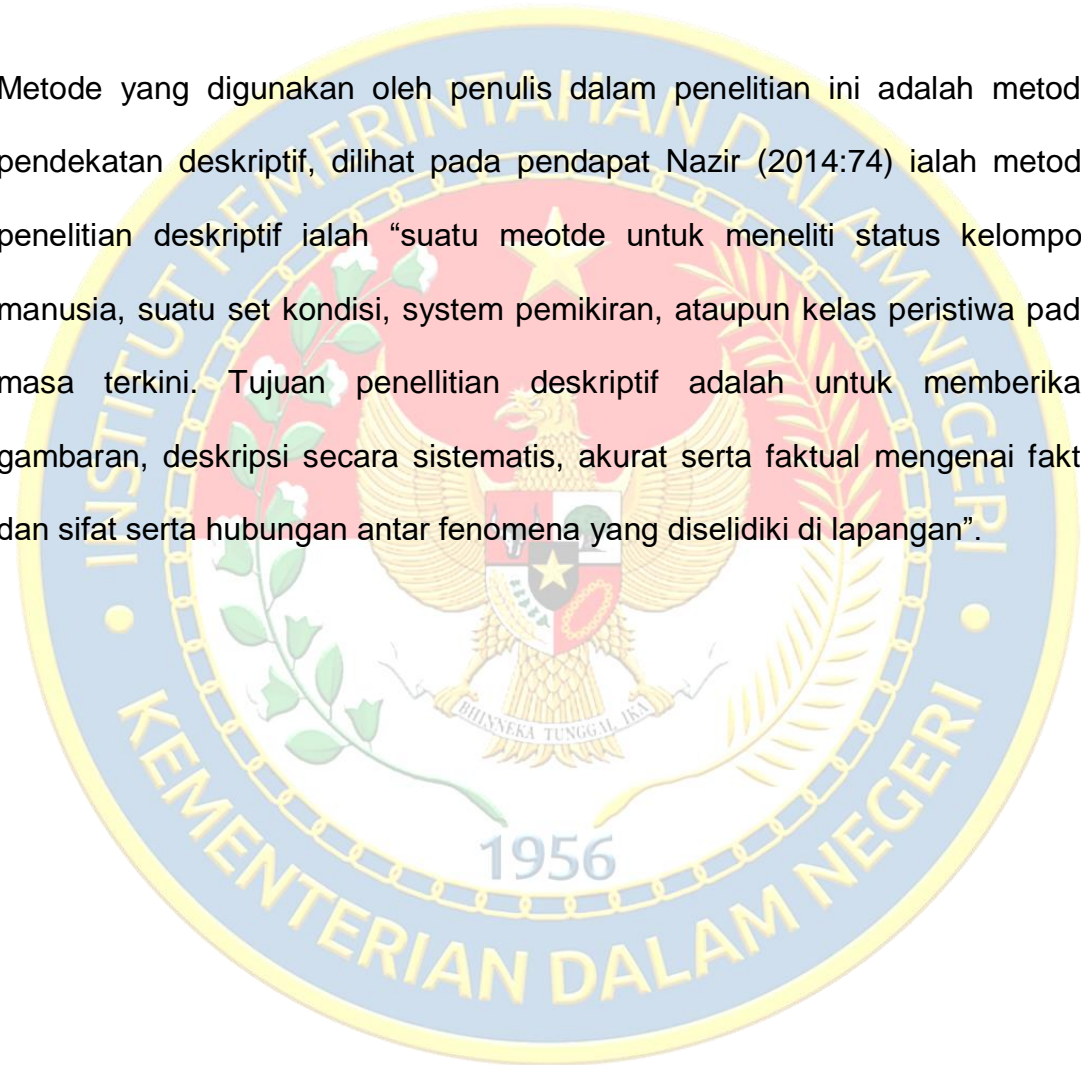 Metode yang digunakan oleh penulis dalam penelitian ini adalah metod
pendekatan deskriptif, dilihat pada pendapat Nazir (2014:74) ialah metod
penelitian deskriptif ialah “suatu meotde untuk meneliti status kelompo
manusia, suatu set kondisi, system pemikiran, ataupun kelas peristiwa pad
masa terkini. Tujuan penellitian deskriptif adalah untuk memberika
gambaran, deskripsi secara sistematis, akurat serta faktual mengenai fakt
dan sifat serta hubungan antar fenomena yang diselidiki di lapangan”.
INSTITUT PEMERINTAHAN DALAM NEGERI
BHINNEKA TUNGGAL IKA
1956
KEMENTERIAN DALAM NEGERI